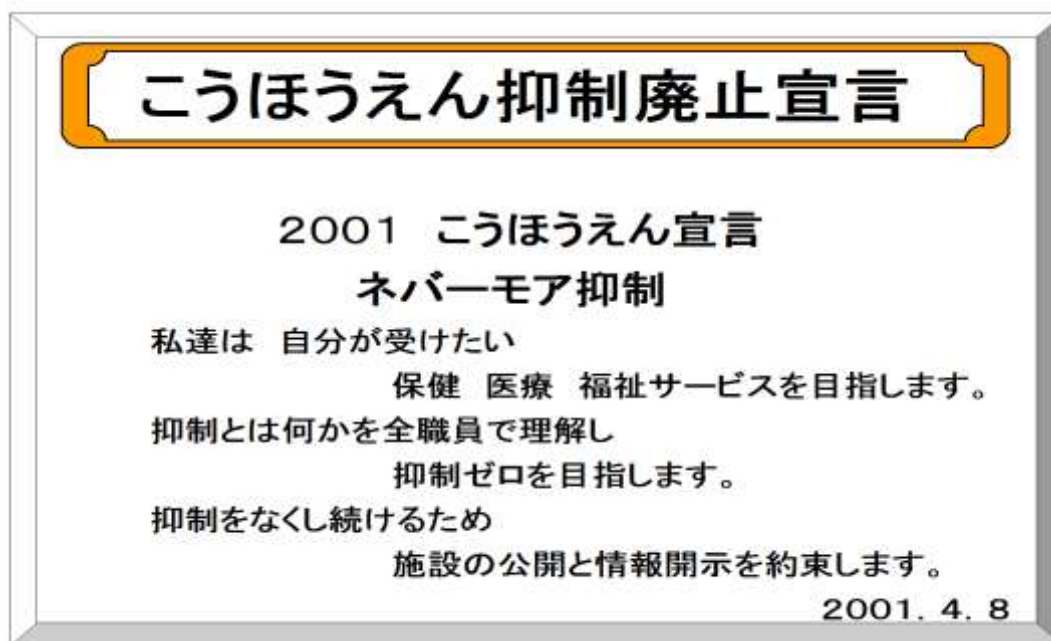 こうほうえん抑制廃止宣言
2001　こうほうえん宣言
ネバーモア抑制
私達は　自分が受けたい
保健　医療　福祉サービスを目指します。
抑制とは何かを全職員で理解し
抑制ゼロを目指します。
抑制をなくし続けるため
施設の公開と情報開示を約束します。
2001．4．8